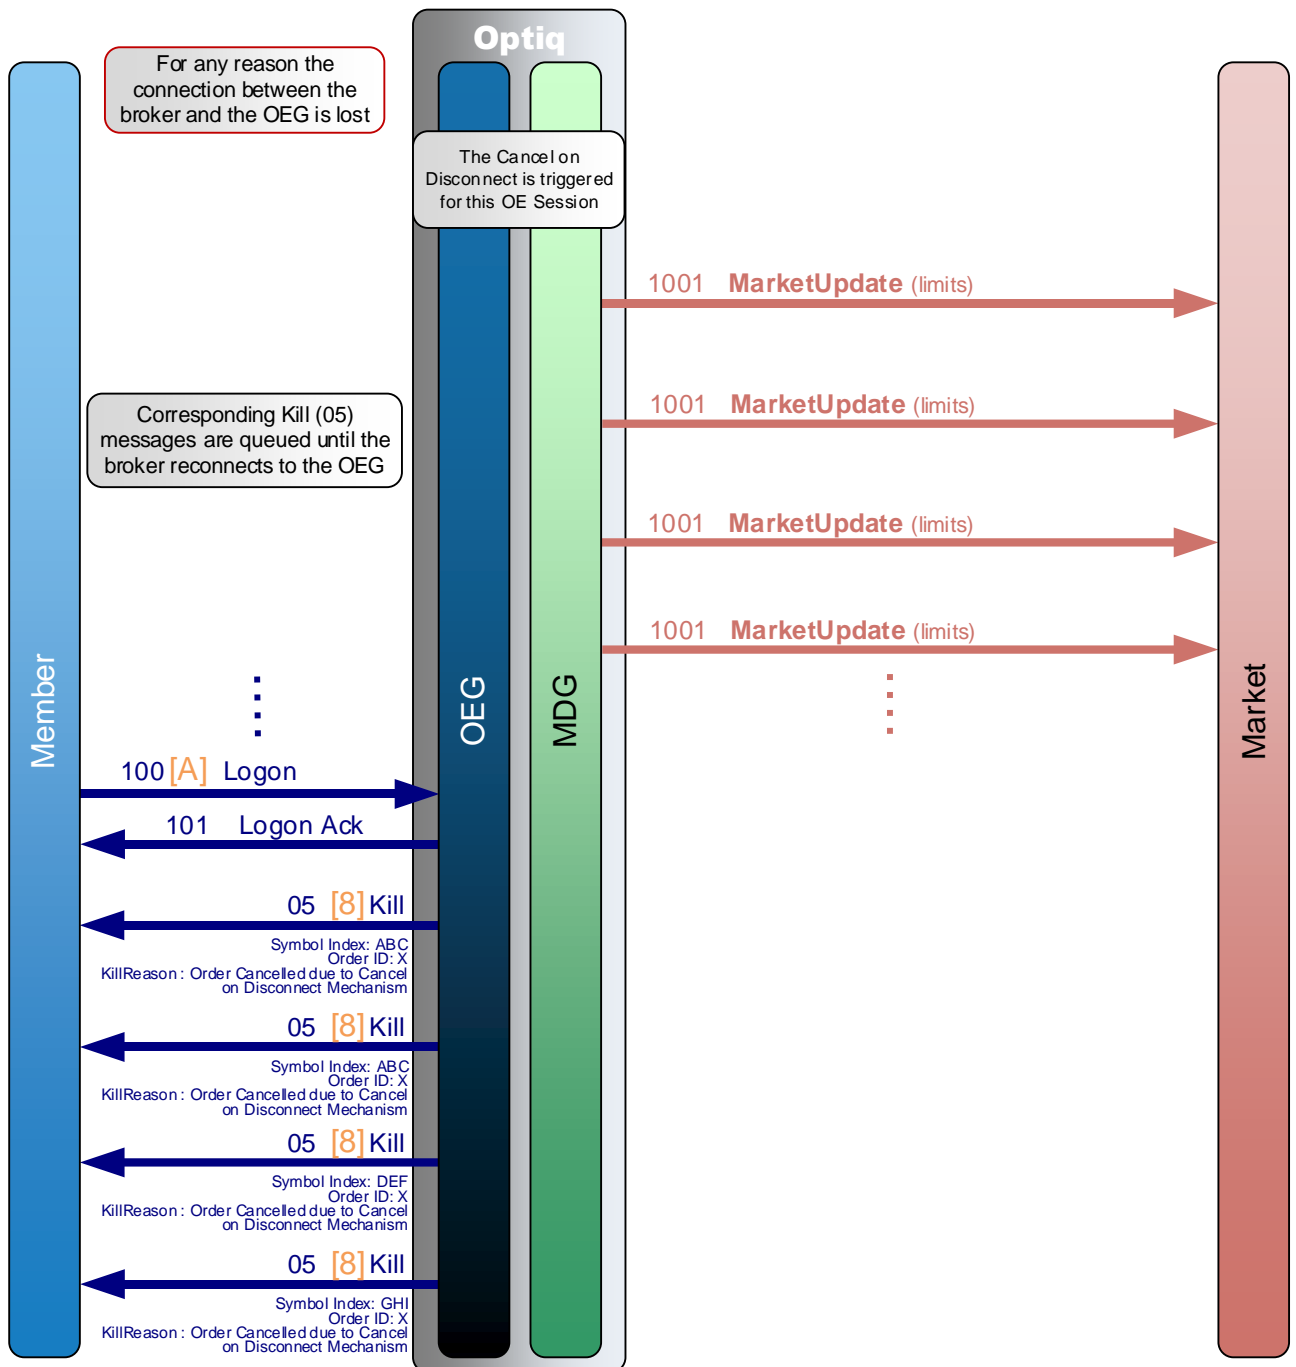 Optiq
For any reason the
connection between the
broker and the OEG is lost
The Cancel on
Disconnect is triggered
for this OE Session
1001 MarketUpdate (limits)
Corresponding Kill (05)
messages are queued until the
broker reconnects to the OEG
1001 MarketUpdate (limits)
1001 MarketUpdate (limits)
1001 MarketUpdate (limits)
Member
OEG
MDG
Market
100 [A] Logon
101 Logon Ack
05 [8] Kill
Symbol Index: ABC
Order ID: X
KillReason : Order Cancelled due to Cancel
on Disconnect Mechanism
05 [8] Kill
Symbol Index: ABC
Order ID: X
KillReason : Order Cancelled due to Cancel
on Disconnect Mechanism
05 [8] Kill
Symbol Index: DEF
Order ID: X
KillReason : Order Cancelled due to Cancel
on Disconnect Mechanism
05 [8] Kill
Symbol Index: GHI
Order ID: X
KillReason : Order Cancelled due to Cancel
on Disconnect Mechanism